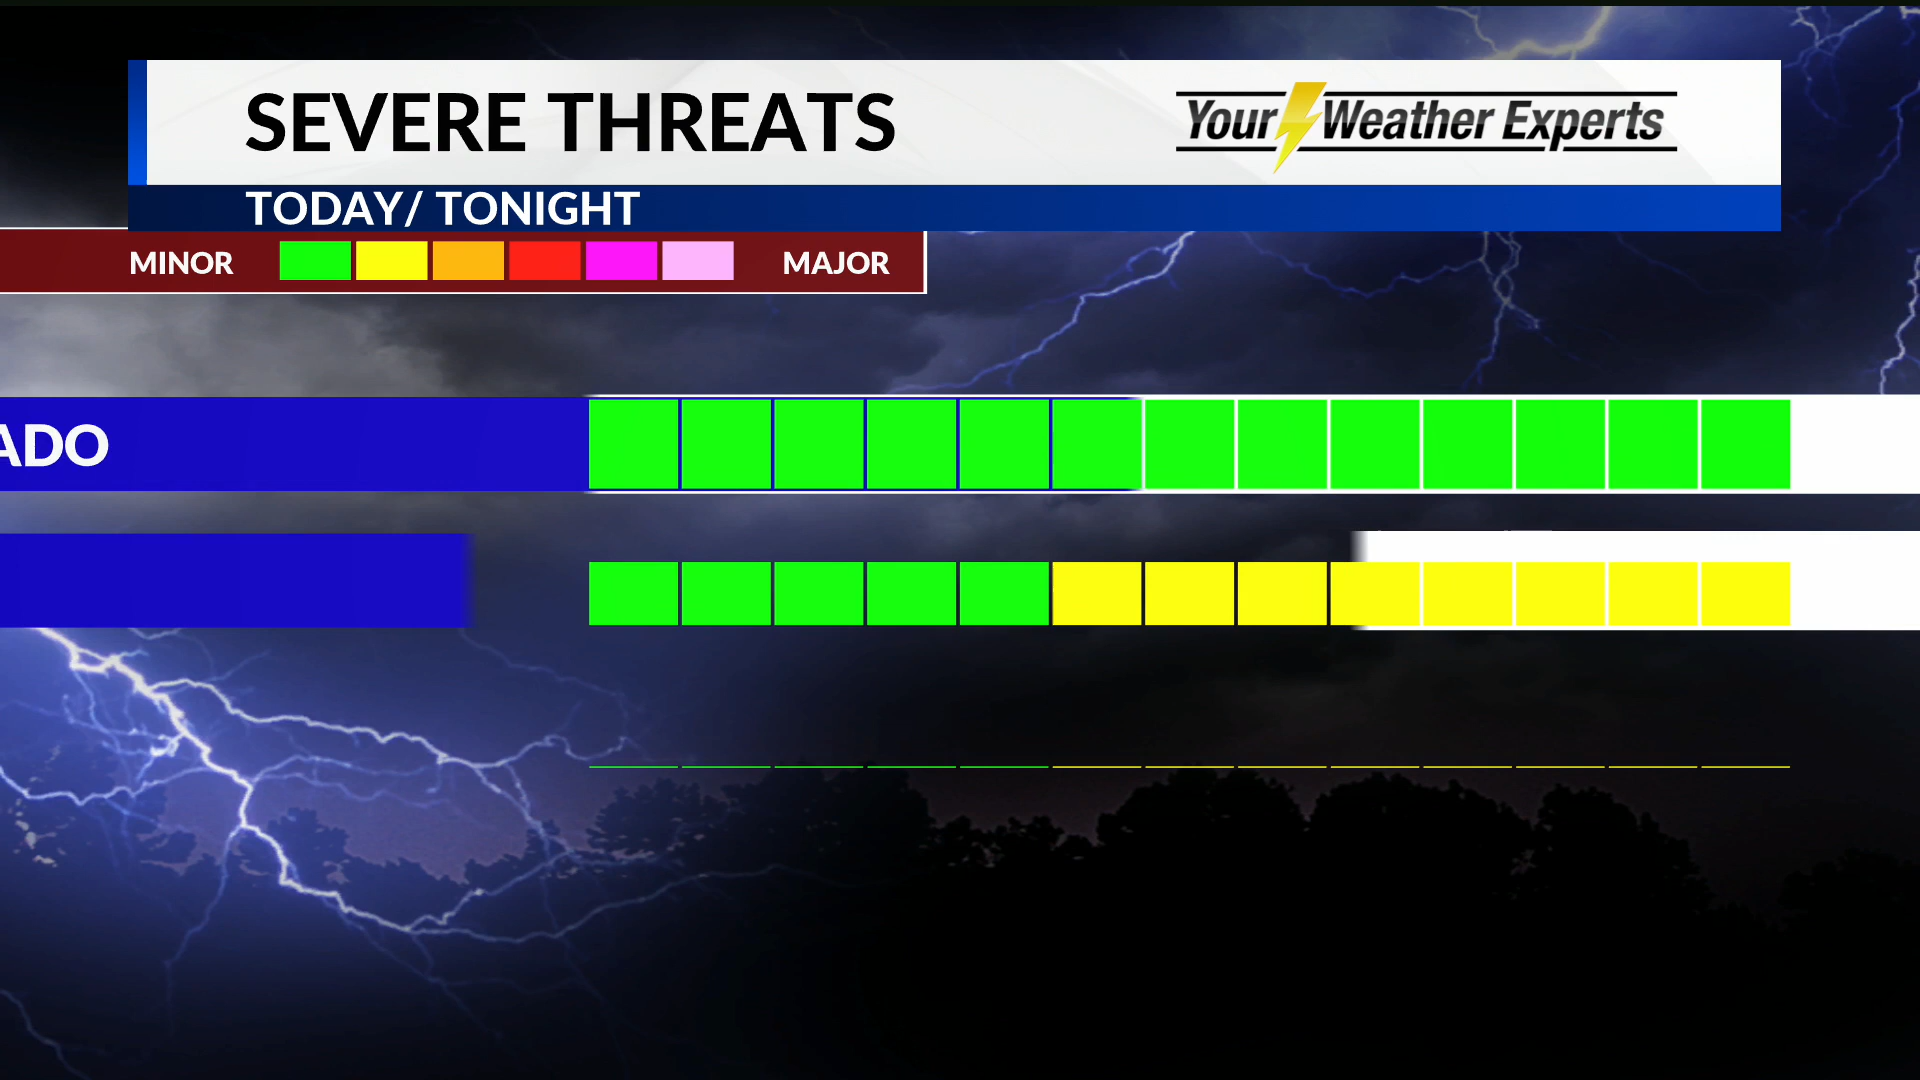 SEVERE THREATS
Your Weather Experts
TODAY/ TONIGHT
MINOR MAJOR
ADO